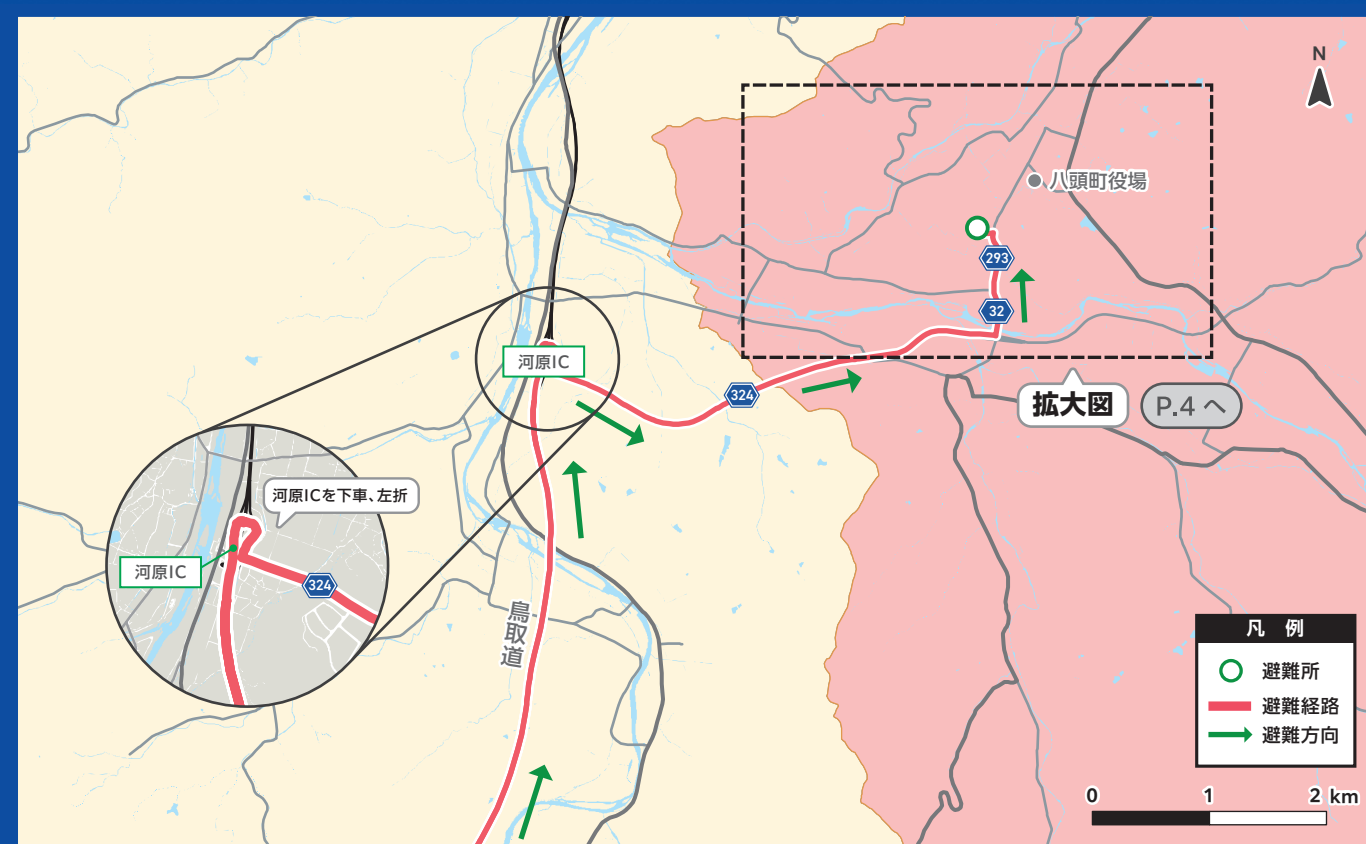 N
八頭町役場
293
32
河原IC
324
拡大図
P.4 へ
河原ICを下車、左折
河原IC
324
鳥取道
凡 例
避難所
避難経路
避難方向
0 1 2 km